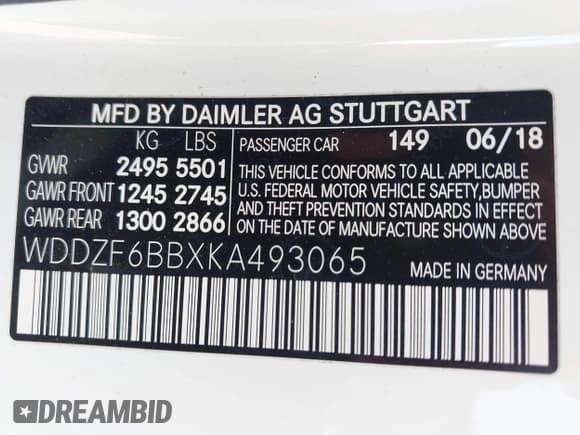 MFD BY DAIMLER AG STUTTGART
KG LBS PASSENGER CAR 149 06/18
GVWR 2495 5501
GAWR FRONT 1245 2745
GAWR REAR 1300 2866
THIS VEHICLE CONFORMS TO ALL APPLICABLE
U.S. FEDERAL MOTOR VEHICLE SAFETY, BUMPER
AND THEFT PREVENTION STANDARDS IN EFFECT
ON THE DATE OF MANUFACTURE SHOWN ABOVE.
WDDZF6BBXKA493065 MADE IN GERMANY
DREAMBID